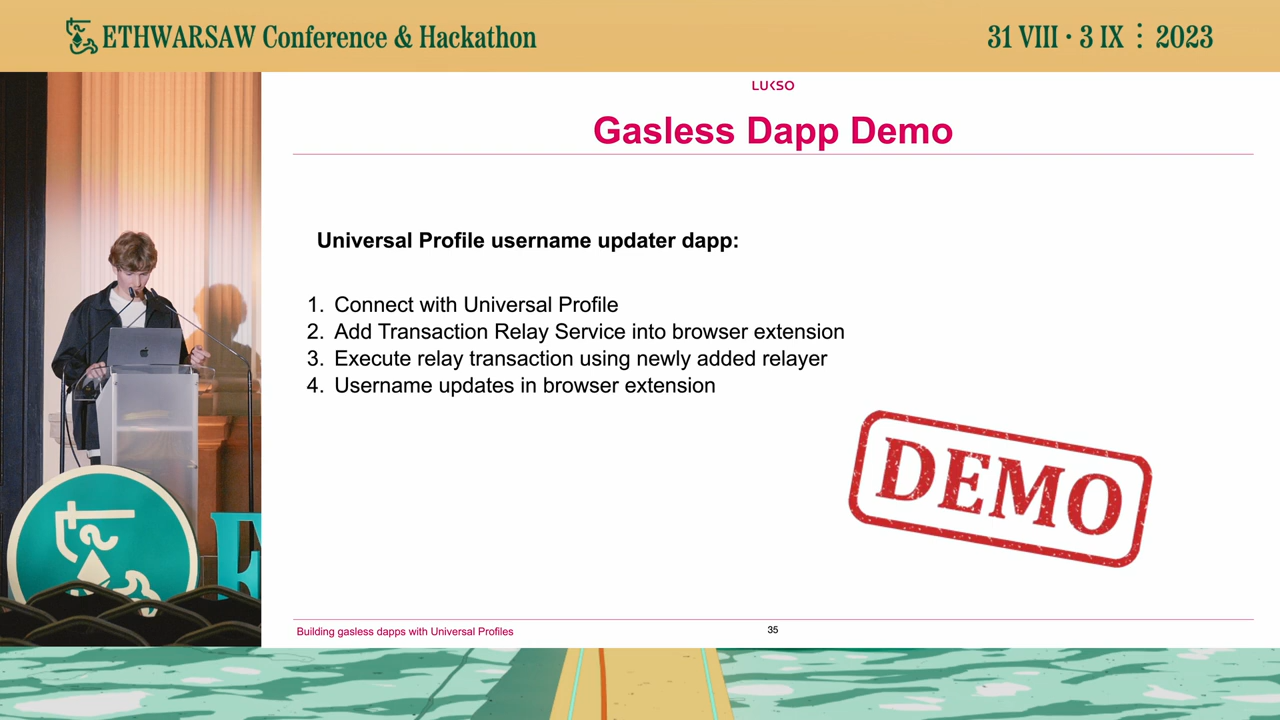 ETHWARSAW Conference & Hackathon
31 VIII · 3 IX ⋮ 2023
LUKSO
Gasless Dapp Demo
Universal Profile username updater dapp:
1. Connect with Universal Profile
2. Add Transaction Relay Service into browser extension
3. Execute relay transaction using newly added relayer
4. Username updates in browser extension
DEMO
Building gasless dapps with Universal Profiles
35
E